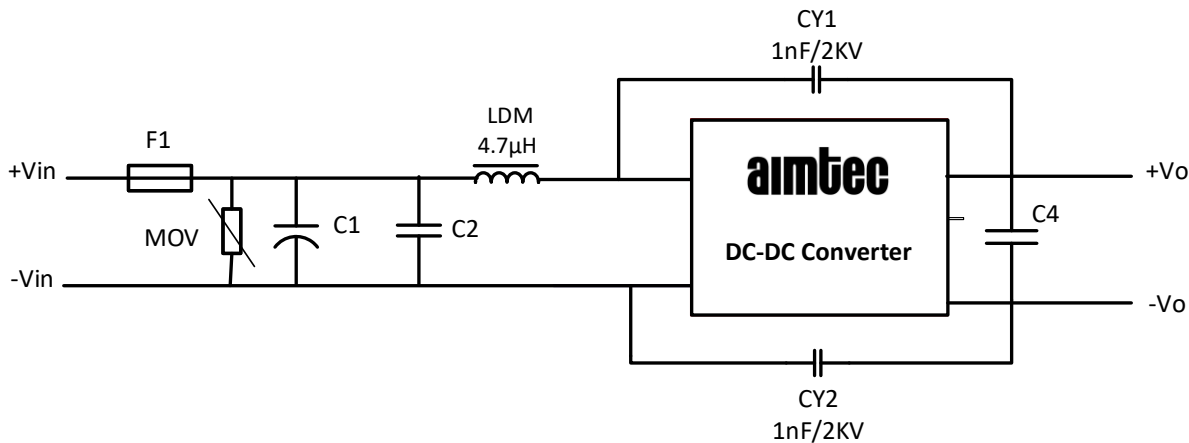 CY1
1nF/2KV
LDM
4.7µH
F1
+Vin
MOV
C1
C2
-Vin
aimtec
DC-DC Converter
+Vo
C4
-Vo
CY2
1nF/2KV